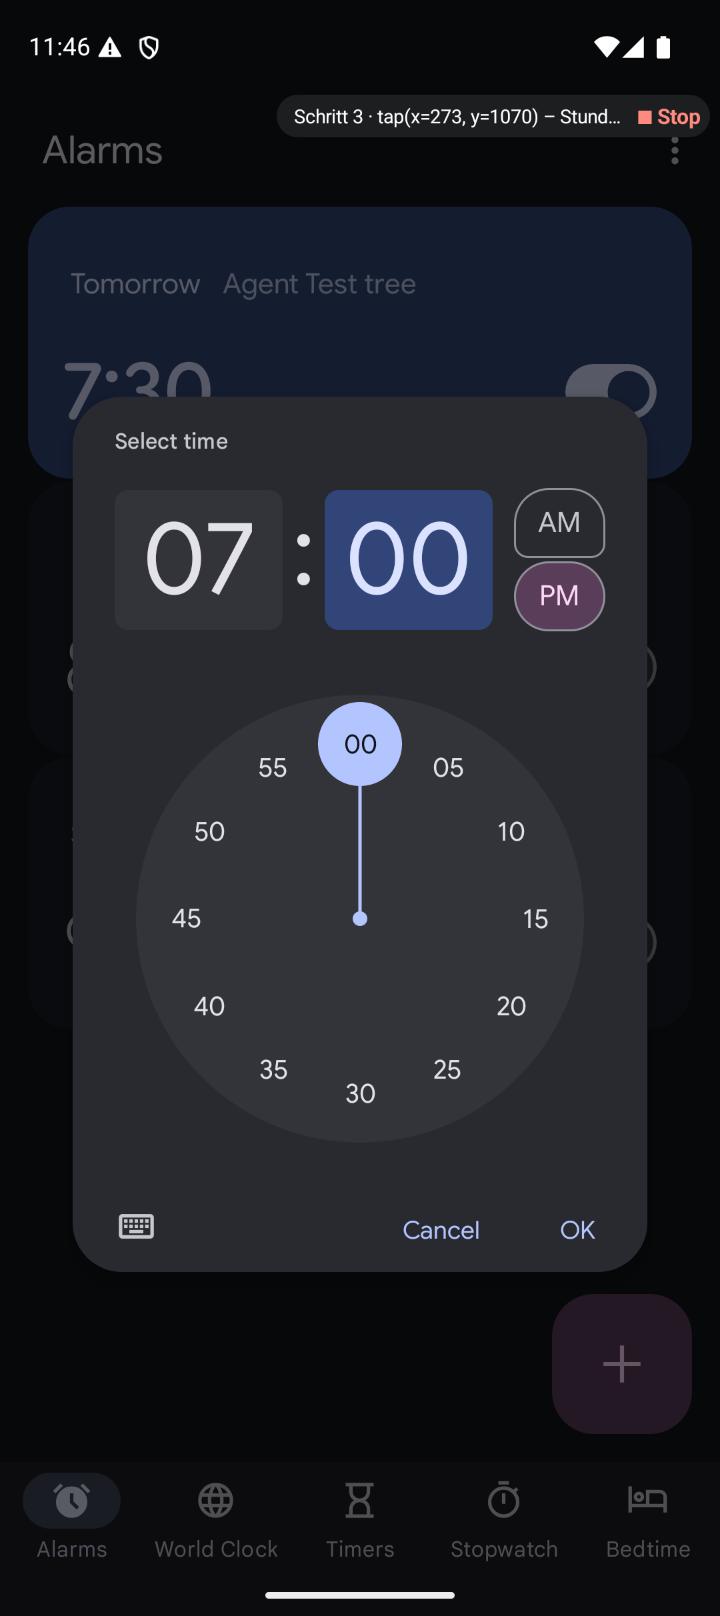 11:46
Schritt 3 · tap(x=273, y=1070) – Stund… Stop
Alarms
Tomorrow Agent Test tree
7:30
Select time
07 : 00
AM
PM
00
55 05
50 10
45 15
40 20
35 25
30
Cancel OK
Alarms World Clock Timers Stopwatch Bedtime